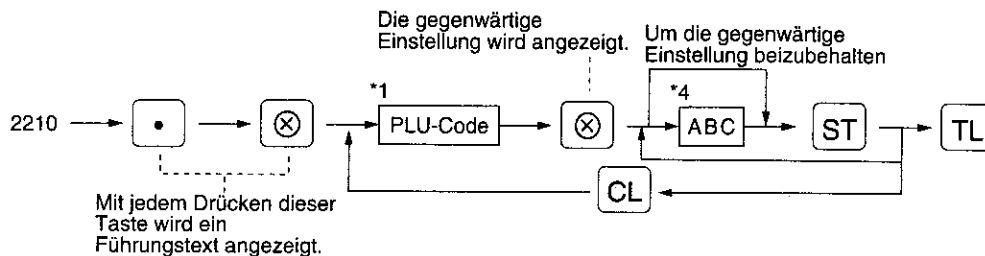 Die gegenwärtige
Einstellung wird angezeigt.
Um die gegenwärtige
Einstellung beizubehalten
*1
*4
2210
•
⊗
PLU-Code
⊗
ABC
ST
TL
CL
Mit jedem Drücken dieser
Taste wird ein
Führungstext angezeigt.